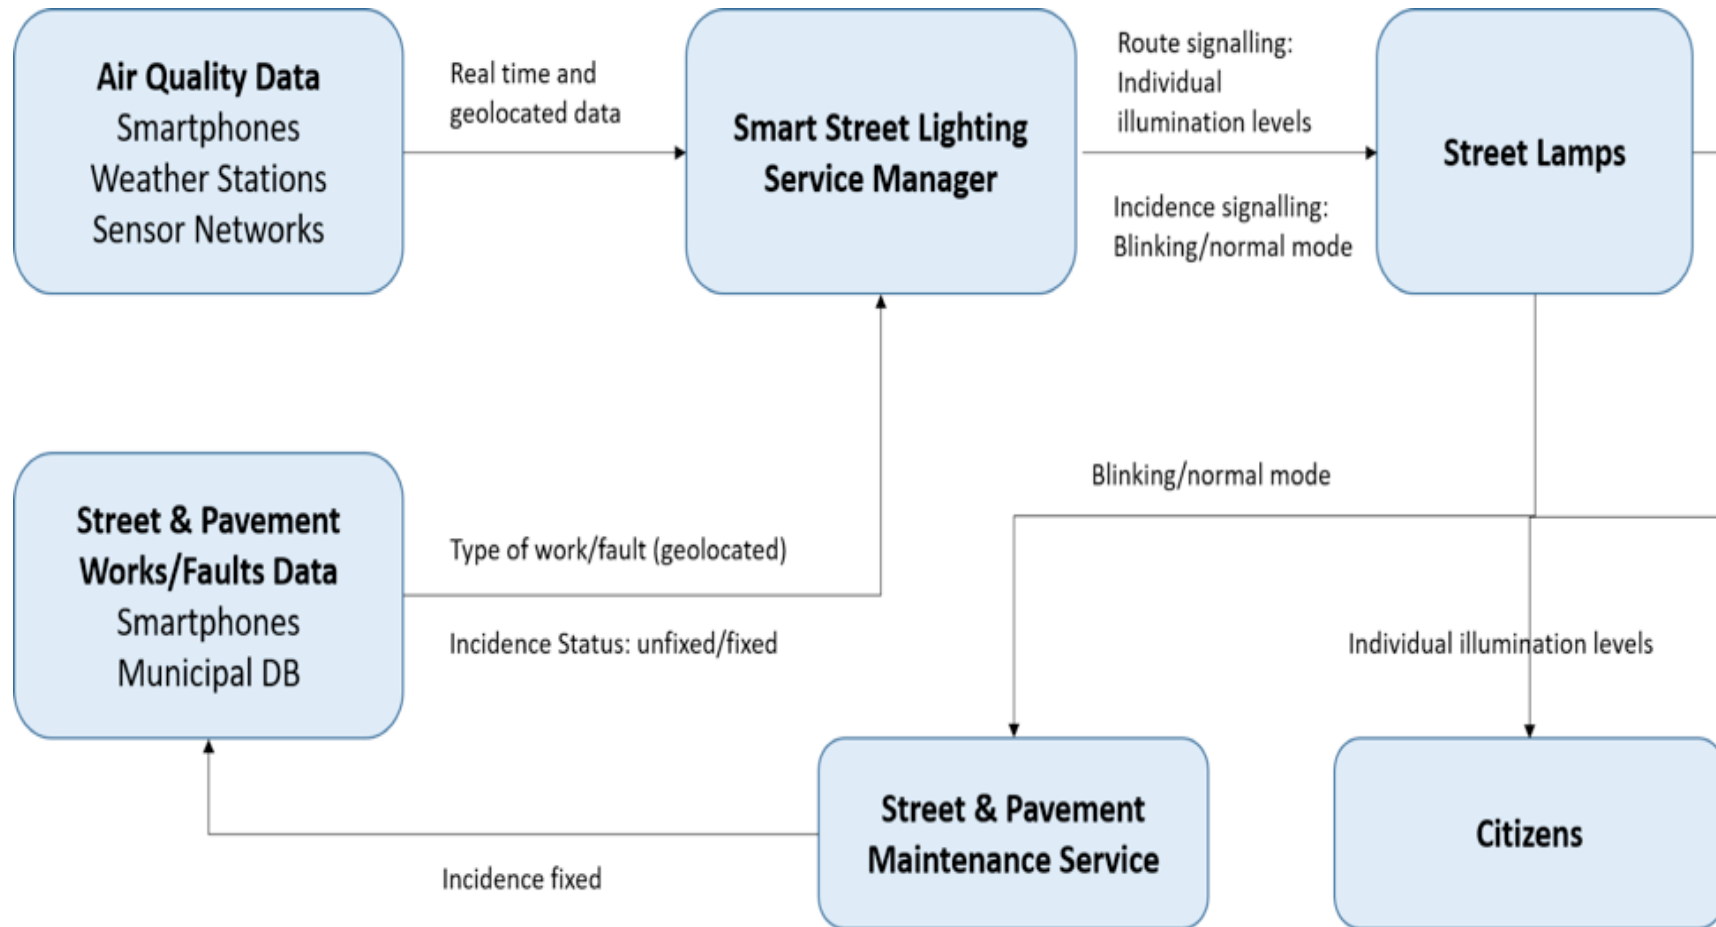 Air Quality Data
Smartphones
Weather Stations
Sensor Networks
Real time and
geolocated data
Smart Street Lighting
Service Manager
Route signalling:
Individual
illumination levels
Incidence signalling:
Blinking/normal mode
Street Lamps
Street & Pavement
Works/Faults Data
Smartphones
Municipal DB
Type of work/fault (geolocated)
Incidence Status: unfixed/fixed
Blinking/normal mode
Individual illumination levels
Street & Pavement
Maintenance Service
Citizens
Incidence fixed